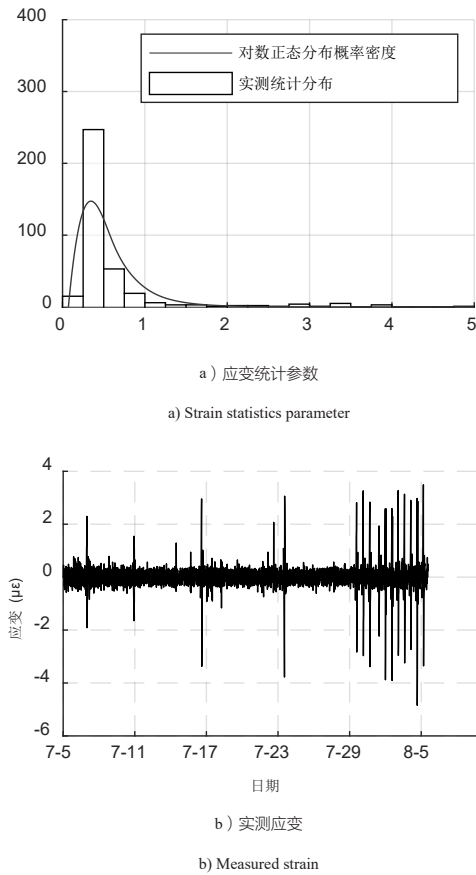 400
对数正态分布概率密度
实测统计分布
300
200
100
0
0 1 2 3 4 5
a）应变统计参数
a) Strain statistics parameter
4
2
0
-2
-4
-6
应变 (με)
7-5 7-11 7-17 7-23 7-29 8-5
日期
b）实测应变
b) Measured strain